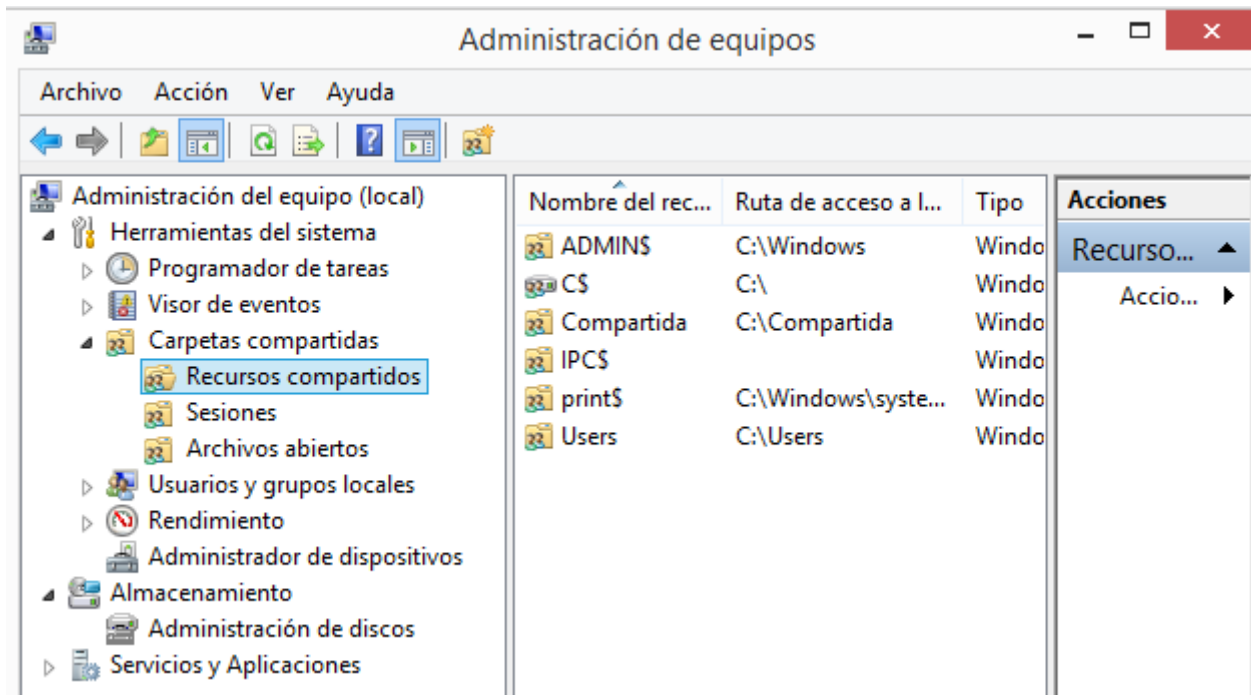 Administración de equipos
Archivo Acción Ver Ayuda
Administración del equipo (local)
Herramientas del sistema
Programador de tareas
Visor de eventos
Carpetas compartidas
Recursos compartidos
Sesiones
Archivos abiertos
Usuarios y grupos locales
Rendimiento
Administrador de dispositivos
Almacenamiento
Administración de discos
Servicios y Aplicaciones
Nombre del rec... Ruta de acceso a l... Tipo
ADMIN$ C:\Windows Windo
C$ C:\ Windo
Compartida C:\Compartida Windo
IPC$ Windo
print$ C:\Windows\syste... Windo
Users C:\Users Windo
Acciones
Recurso...
Accio...